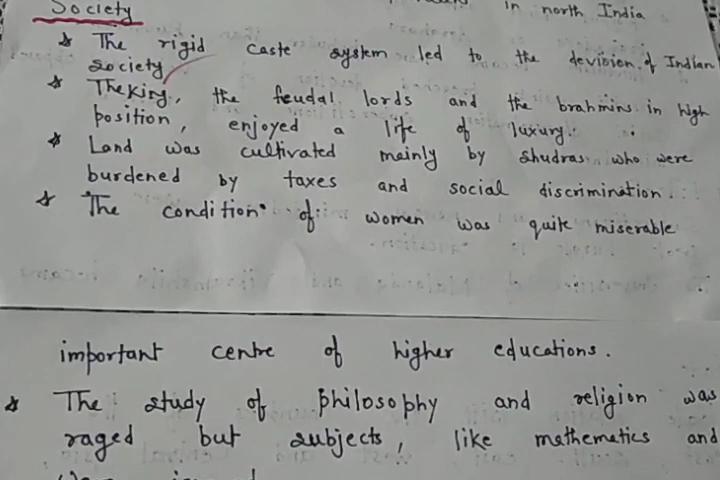 Society
in north India
The rigid caste system led to the devision of Indian
society
The king, the feudal lords and the brahmins in high
position, enjoyed a life of luxury.
Land was cultivated mainly by shudras who were
burdened by taxes and social discrimination.
The condition of women was quite miserable
important centre of higher educations.
The study of philosophy and religion was
raged but subjects, like mathematics and